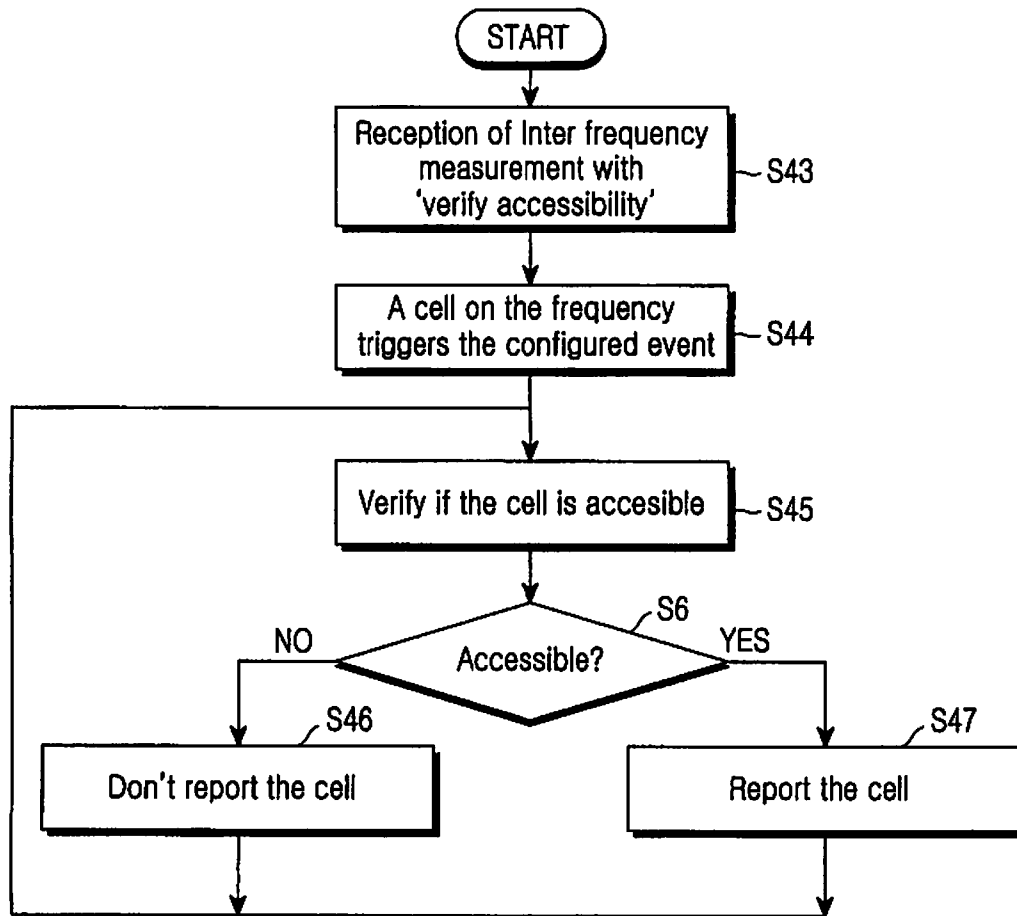 START
Reception of Inter frequency
measurement with
'verify accessibility'
S43
A cell on the frequency
triggers the configured event
S44
Verify if the cell is accesible
S45
S6
NO
YES
Accessible?
S46
S47
Don't report the cell
Report the cell